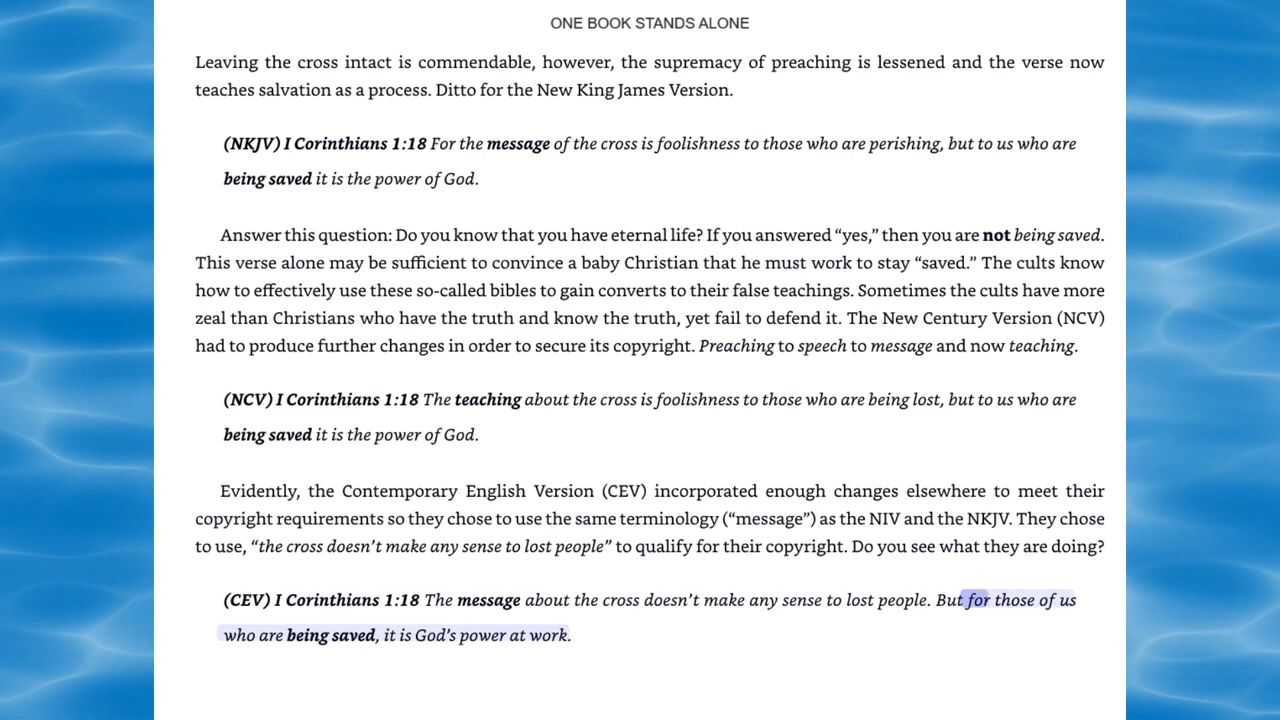 ONE BOOK STANDS ALONE
Leaving the cross intact is commendable, however, the supremacy of preaching is lessened and the verse now
teaches salvation as a process. Ditto for the New King James Version.
(NKJV) I Corinthians 1:18 For the message of the cross is foolishness to those who are perishing, but to us who are
being saved it is the power of God.
Answer this question: Do you know that you have eternal life? If you answered “yes,” then you are not being saved.
This verse alone may be sufficient to convince a baby Christian that he must work to stay “saved.” The cults know
how to effectively use these so-called bibles to gain converts to their false teachings. Sometimes the cults have more
zeal than Christians who have the truth and know the truth, yet fail to defend it. The New Century Version (NCV)
had to produce further changes in order to secure its copyright. Preaching to speech to message and now teaching.
(NCV) I Corinthians 1:18 The teaching about the cross is foolishness to those who are being lost, but to us who are
being saved it is the power of God.
Evidently, the Contemporary English Version (CEV) incorporated enough changes elsewhere to meet their
copyright requirements so they chose to use the same terminology (“message”) as the NIV and the NKJV. They chose
to use, “the cross doesn’t make any sense to lost people” to qualify for their copyright. Do you see what they are doing?
(CEV) I Corinthians 1:18 The message about the cross doesn’t make any sense to lost people. But for those of us
who are being saved, it is God’s power at work.